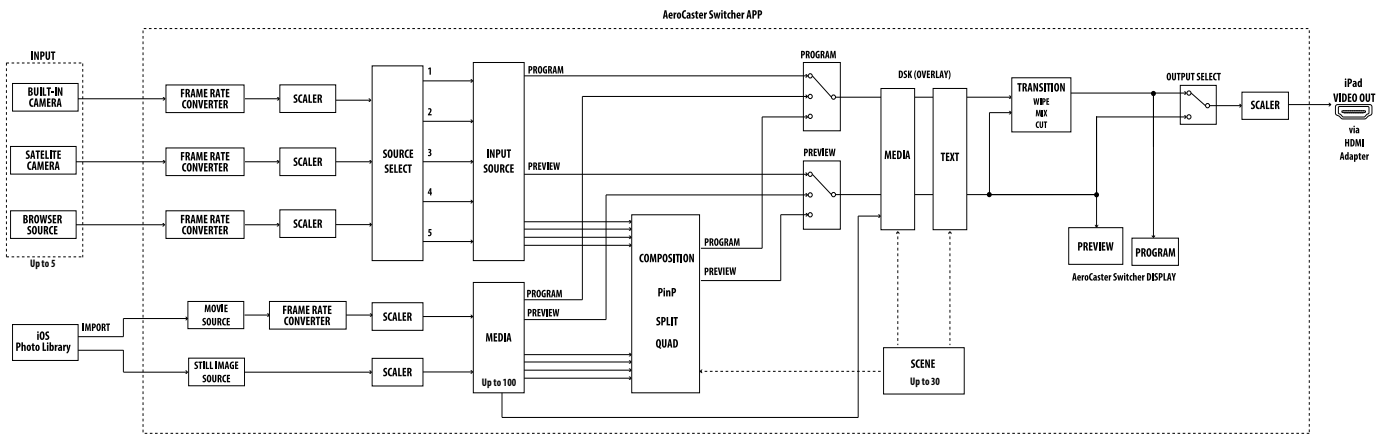 AeroCaster Switcher APP
INPUT
BUILT-IN
CAMERA
FRAME RATE
CONVERTER
SCALER
SATELITE
CAMERA
FRAME RATE
CONVERTER
SCALER
BROWSER
SOURCE
FRAME RATE
CONVERTER
SCALER
Up to 5
SOURCE
SELECT
1
2
3
4
5
INPUT
SOURCE
PROGRAM
PREVIEW
iOS
Photo Library
IMPORT
MOVIE
SOURCE
FRAME RATE
CONVERTER
SCALER
STILL IMAGE
SOURCE
SCALER
MEDIA
Up to 100
PROGRAM
PREVIEW
COMPOSITION
PinP
SPLIT
QUAD
PROGRAM
PREVIEW
PROGRAM
PREVIEW
DSK (OVERLAY)
MEDIA
TEXT
SCENE
Up to 30
TRANSITION
WIPE
MIX
CUT
PREVIEW
PROGRAM
AeroCaster Switcher DISPLAY
OUTPUT SELECT
SCALER
iPad
VIDEO OUT
via
HDMI
Adapter